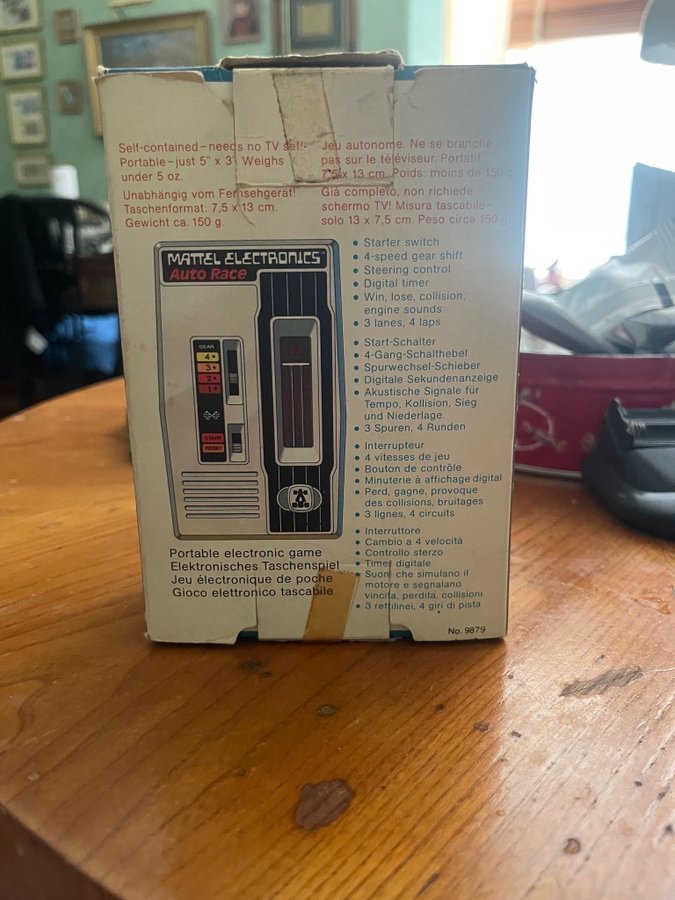 Self-contained-needs no TV set!
Portable-just 5" x 3". Weighs
under 5 oz.
Unabhängig vom Fernsehgerät!
Taschenformat: 7,5 x 13 cm.
Gewicht ca. 150 g.
Jeu autonome. Ne se branche
pas sur le téléviseur. Portatif:
7,5 x 13 cm. Poids: moins de 150 g.
Già completo, non richiede
schermo TV! Misura tascabile-
solo 13 x 7,5 cm. Peso circa 150 g.
MATTEL ELECTRONICS
Auto Race
GEAR
4
3
2
1
START
RESET
• Starter switch
• 4-speed gear shift
• Steering control
• Digital timer
• Win, lose, collision,
engine sounds
• 3 lanes, 4 laps
• Start-Schalter
• 4-Gang-Schalthebel
• Spurwechsel-Schieber
• Digitale Sekundenanzeige
• Akustische Signale für
Tempo, Kollision, Sieg
und Niederlage.
• 3 Spuren, 4 Runden
• Interrupteur
• 4 vitesses de jeu
• Bouton de contrôle
• Minuterie à affichage digital
• Perd, gagne, provoque
des collisions, bruitages
• 3 lignes, 4 circuits
• Interruttore
• Cambio a 4 velocità
• Controllo sterzo
• Timer digitale
• Suoni che simulano il
motore e segnalano
vincita, perdita, collisioni
• 3 rettilinei, 4 giri di pista
Portable electronic game
Elektronisches Taschenspiel
Jeu électronique de poche
Gioco elettronico tascabile
No. 9879